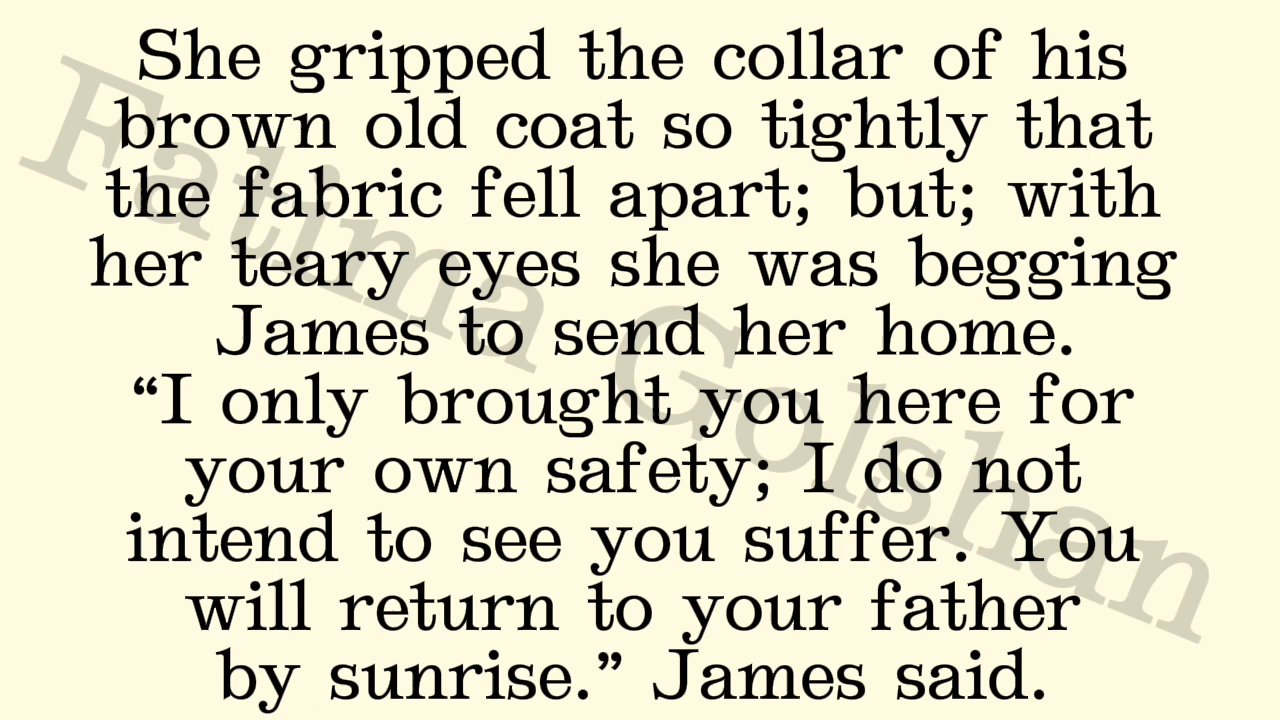 She gripped the collar of his
brown old coat so tightly that
the fabric fell apart; but; with
her teary eyes she was begging
James to send her home.
“I only brought you here for
your own safety; I do not
intend to see you suffer. You
will return to your father
by sunrise.” James said.
Fatima Golshan